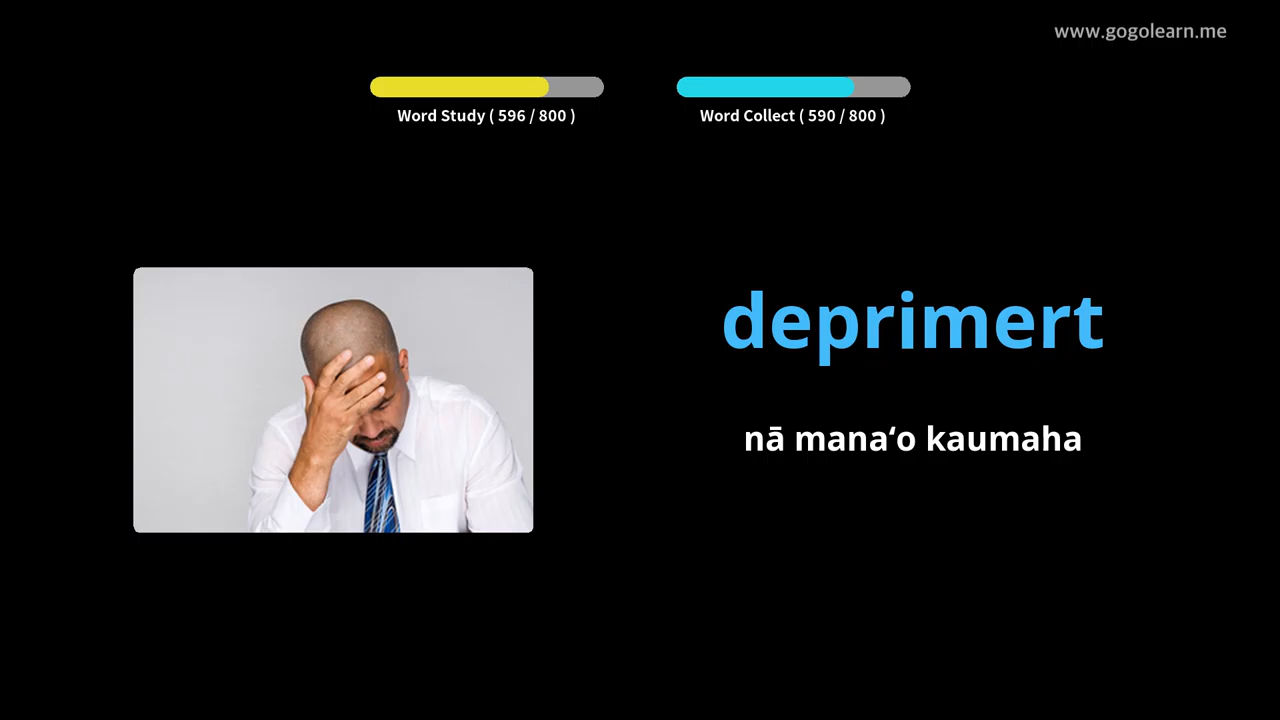 www.gogolearn.me
Word Study ( 596 / 800 )
Word Collect ( 590 / 800 )
deprimert
nā manaʻo kaumaha